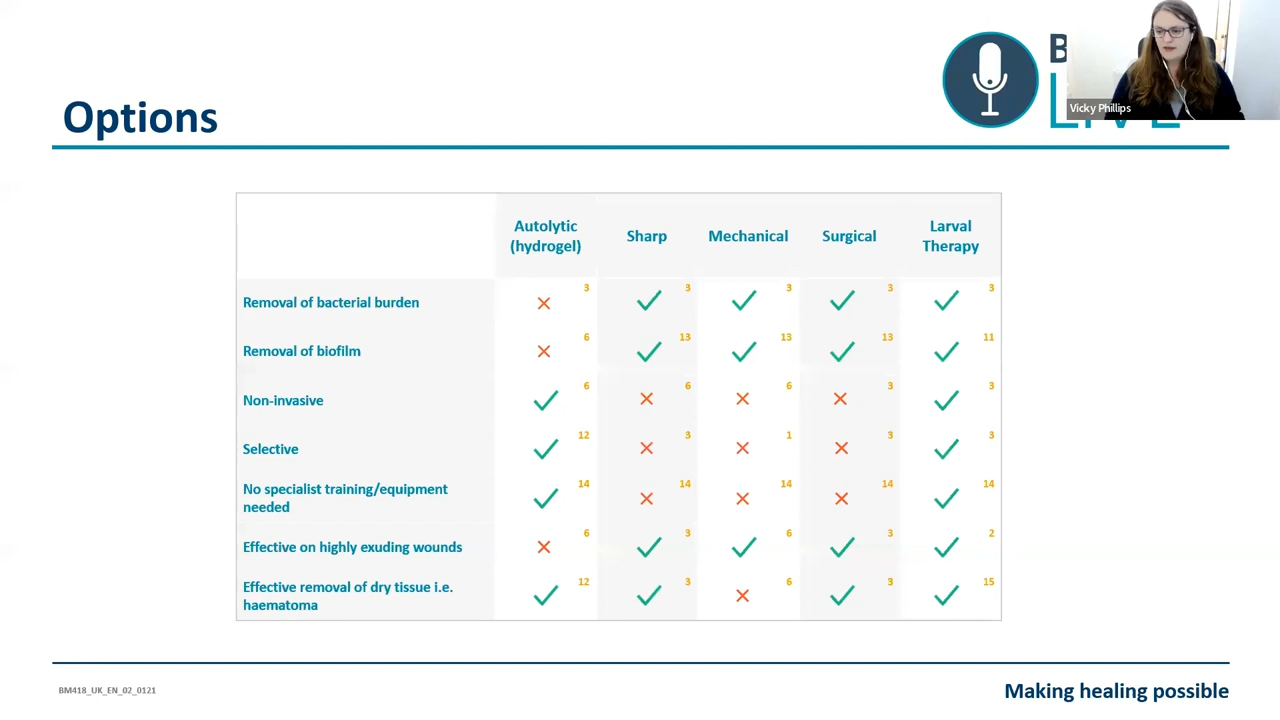 B
LIVE
Vicky Phillips
Options
Autolytic
(hydrogel)
Sharp
Mechanical
Surgical
Larval
Therapy
Removal of bacterial burden
3
3
3
3
3
Removal of biofilm
6
13
13
13
11
Non-invasive
6
6
6
3
3
Selective
12
3
1
3
3
No specialist training/equipment
needed
14
14
14
14
14
Effective on highly exuding wounds
6
3
6
3
2
Effective removal of dry tissue i.e.
haematoma
12
3
6
3
15
BM418_UK_EN_02_0121
Making healing possible